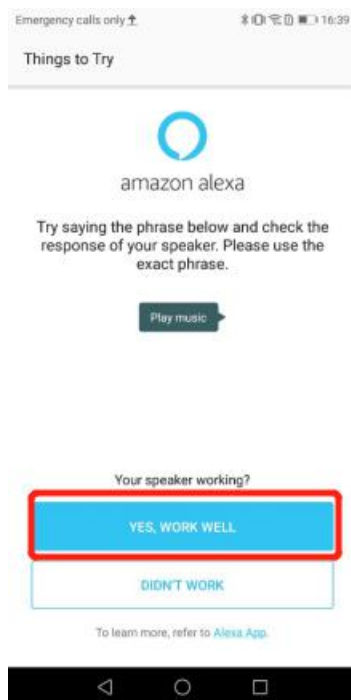 Emergency calls only
16:39
Things to Try
amazon alexa
Try saying the phrase below and check the
response of your speaker. Please use the
exact phrase.
Play music
Your speaker working?
YES, WORK WELL
DIDN'T WORK
To learn more, refer to Alexa App.